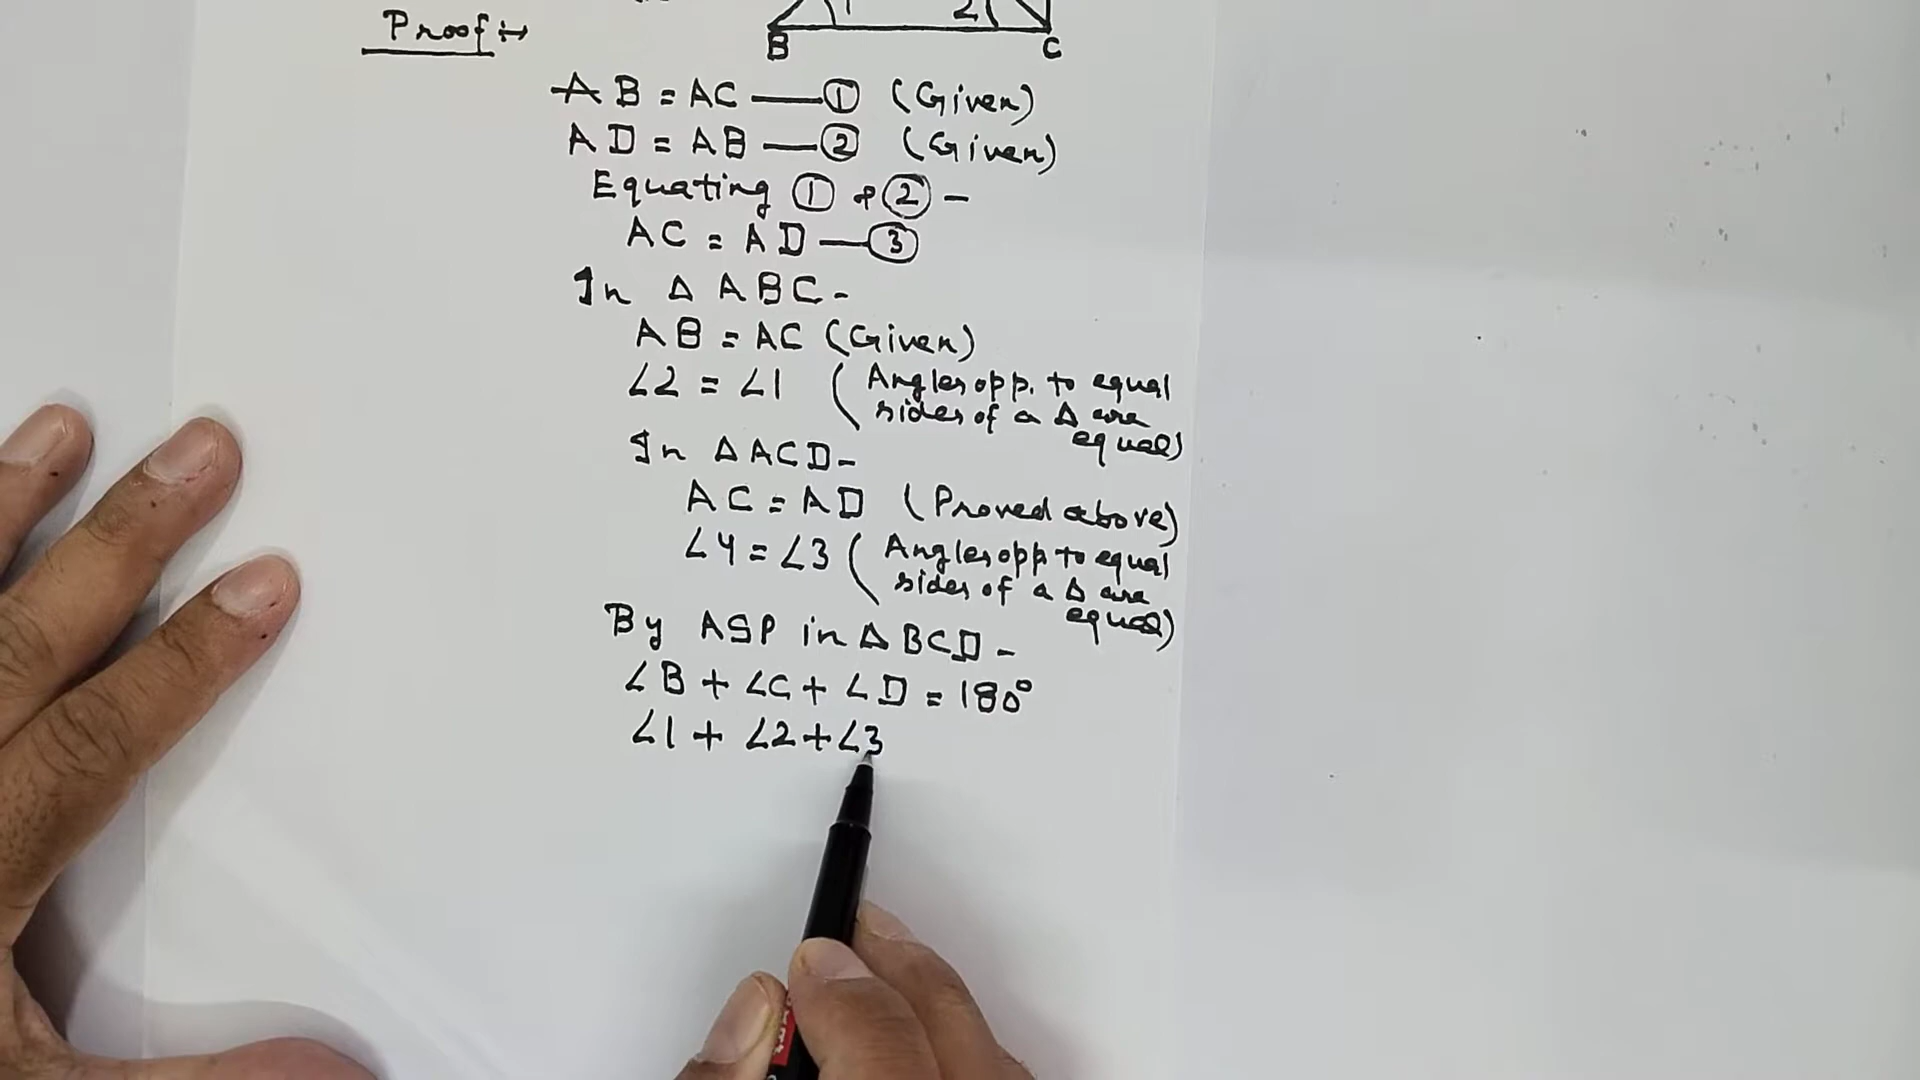 1 2
Proof :→
B C
AB = AC — ① (Given)
AD = AB — ② (Given)
Equating ① & ② -
AC = AD — ③
In Δ ABC -
AB = AC (Given)
∠2 = ∠1 (Angles opp. to equal
sides of a Δ are
equal)
In Δ ACD -
AC = AD (Proved above)
∠4 = ∠3 (Angles opp. to equal
sides of a Δ are
equal)
By ASP in Δ BCD -
∠B + ∠C + ∠D = 180°
∠1 + ∠2 + ∠3